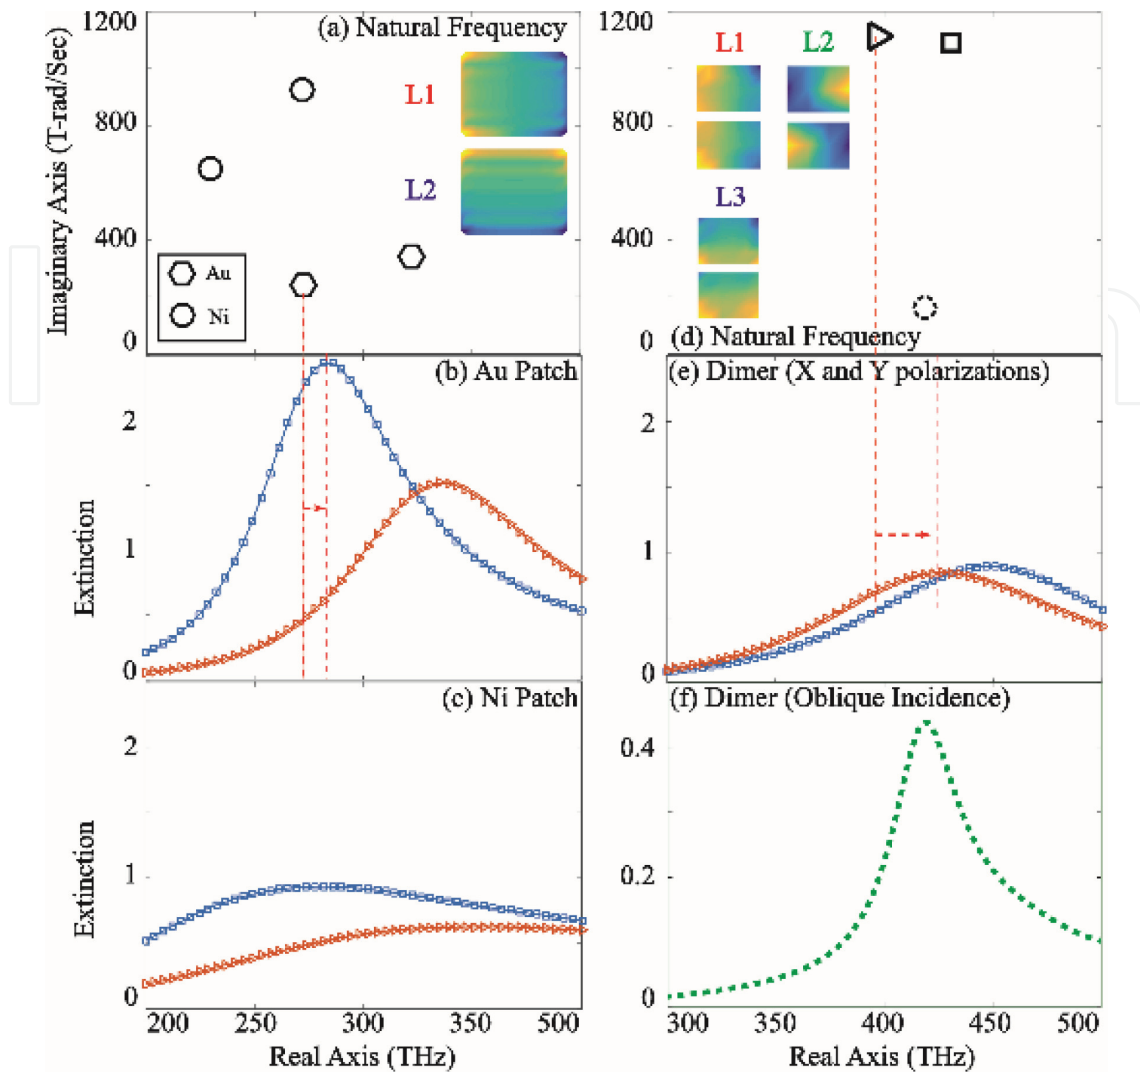 1200
800
400
0
Imaginary Axis (T-rad/Sec)
(a) Natural Frequency
L1
L2
Au
Ni
1200
800
400
0
L1 L2
L3
(d) Natural Frequency
2
1
0
Extinction
(b) Au Patch
2
1
0
(e) Dimer (X and Y polarizations)
2
1
0
Extinction
(c) Ni Patch
200 250 300 350 500
Real Axis (THz)
0.4
0.2
0
(f) Dimer (Oblique Incidence)
300 350 400 450 500
Real Axis (THz)